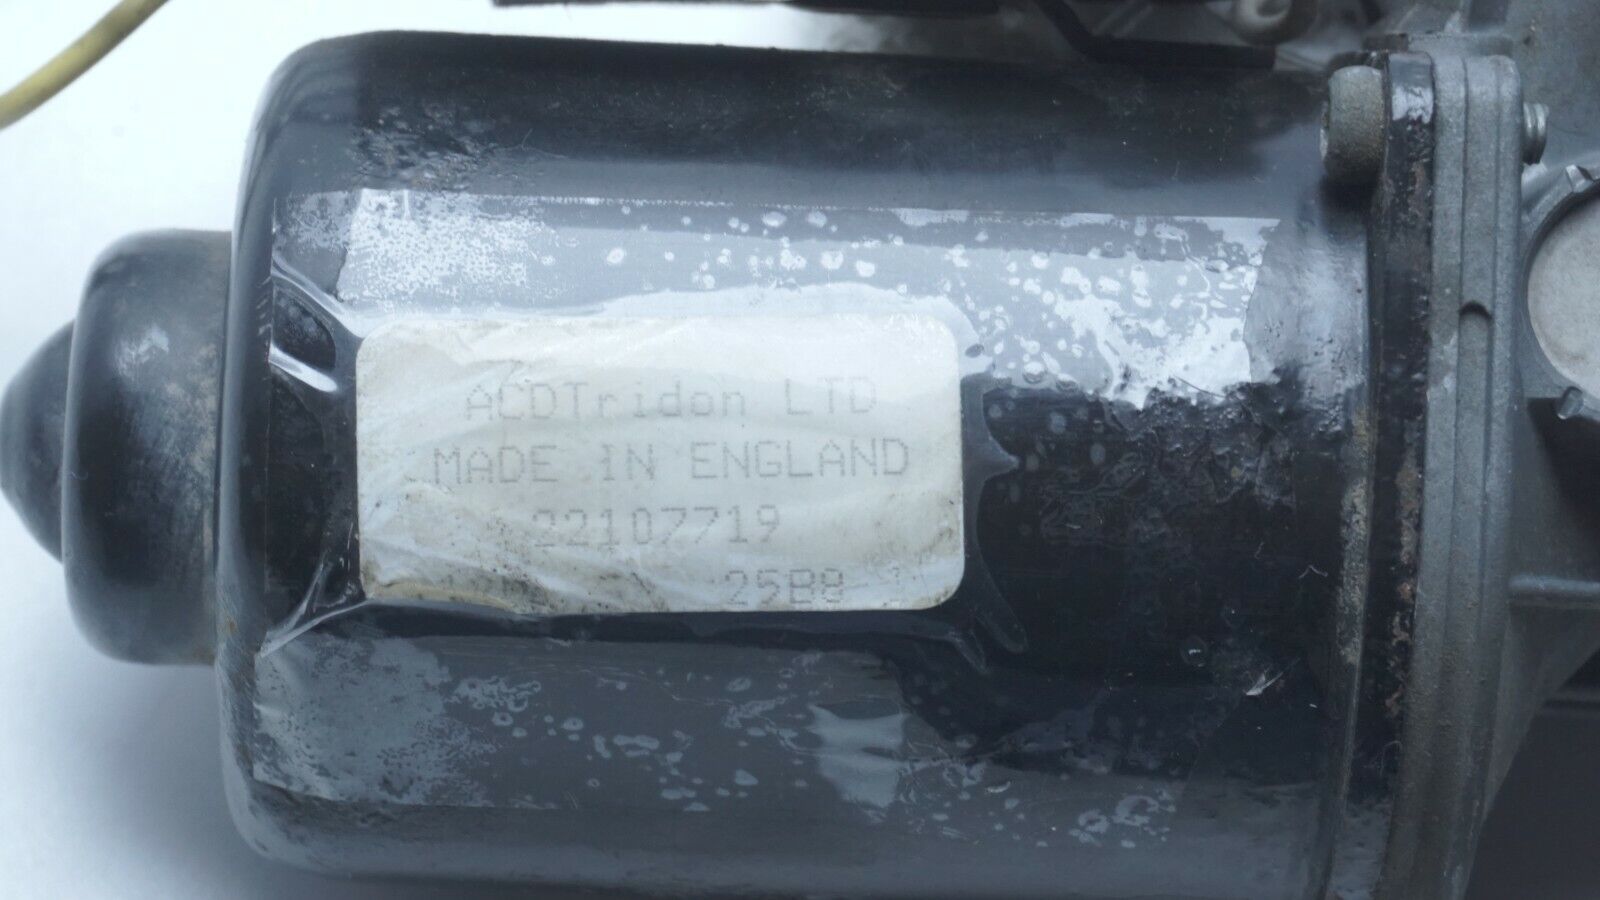 ACDTridon LTD
MADE IN ENGLAND
22107719
25B8